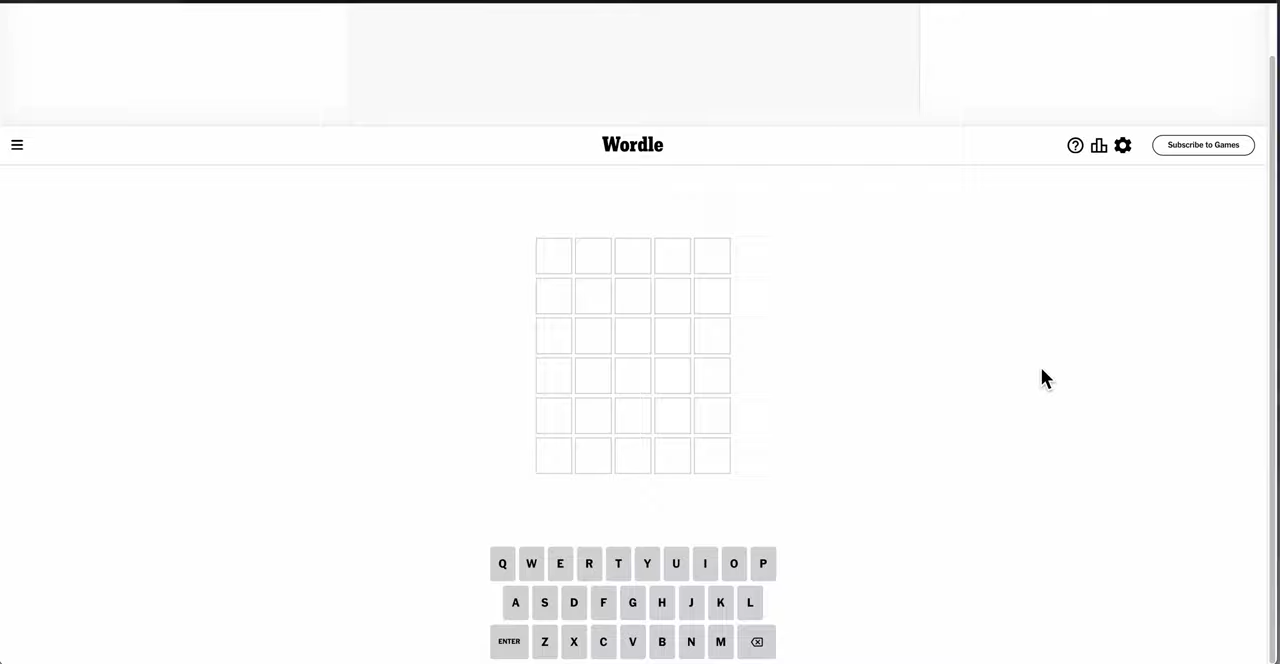 Wordle
Subscribe to Games
Q W E R T Y U I O P
A S D F G H J K L
ENTER Z X C V B N M